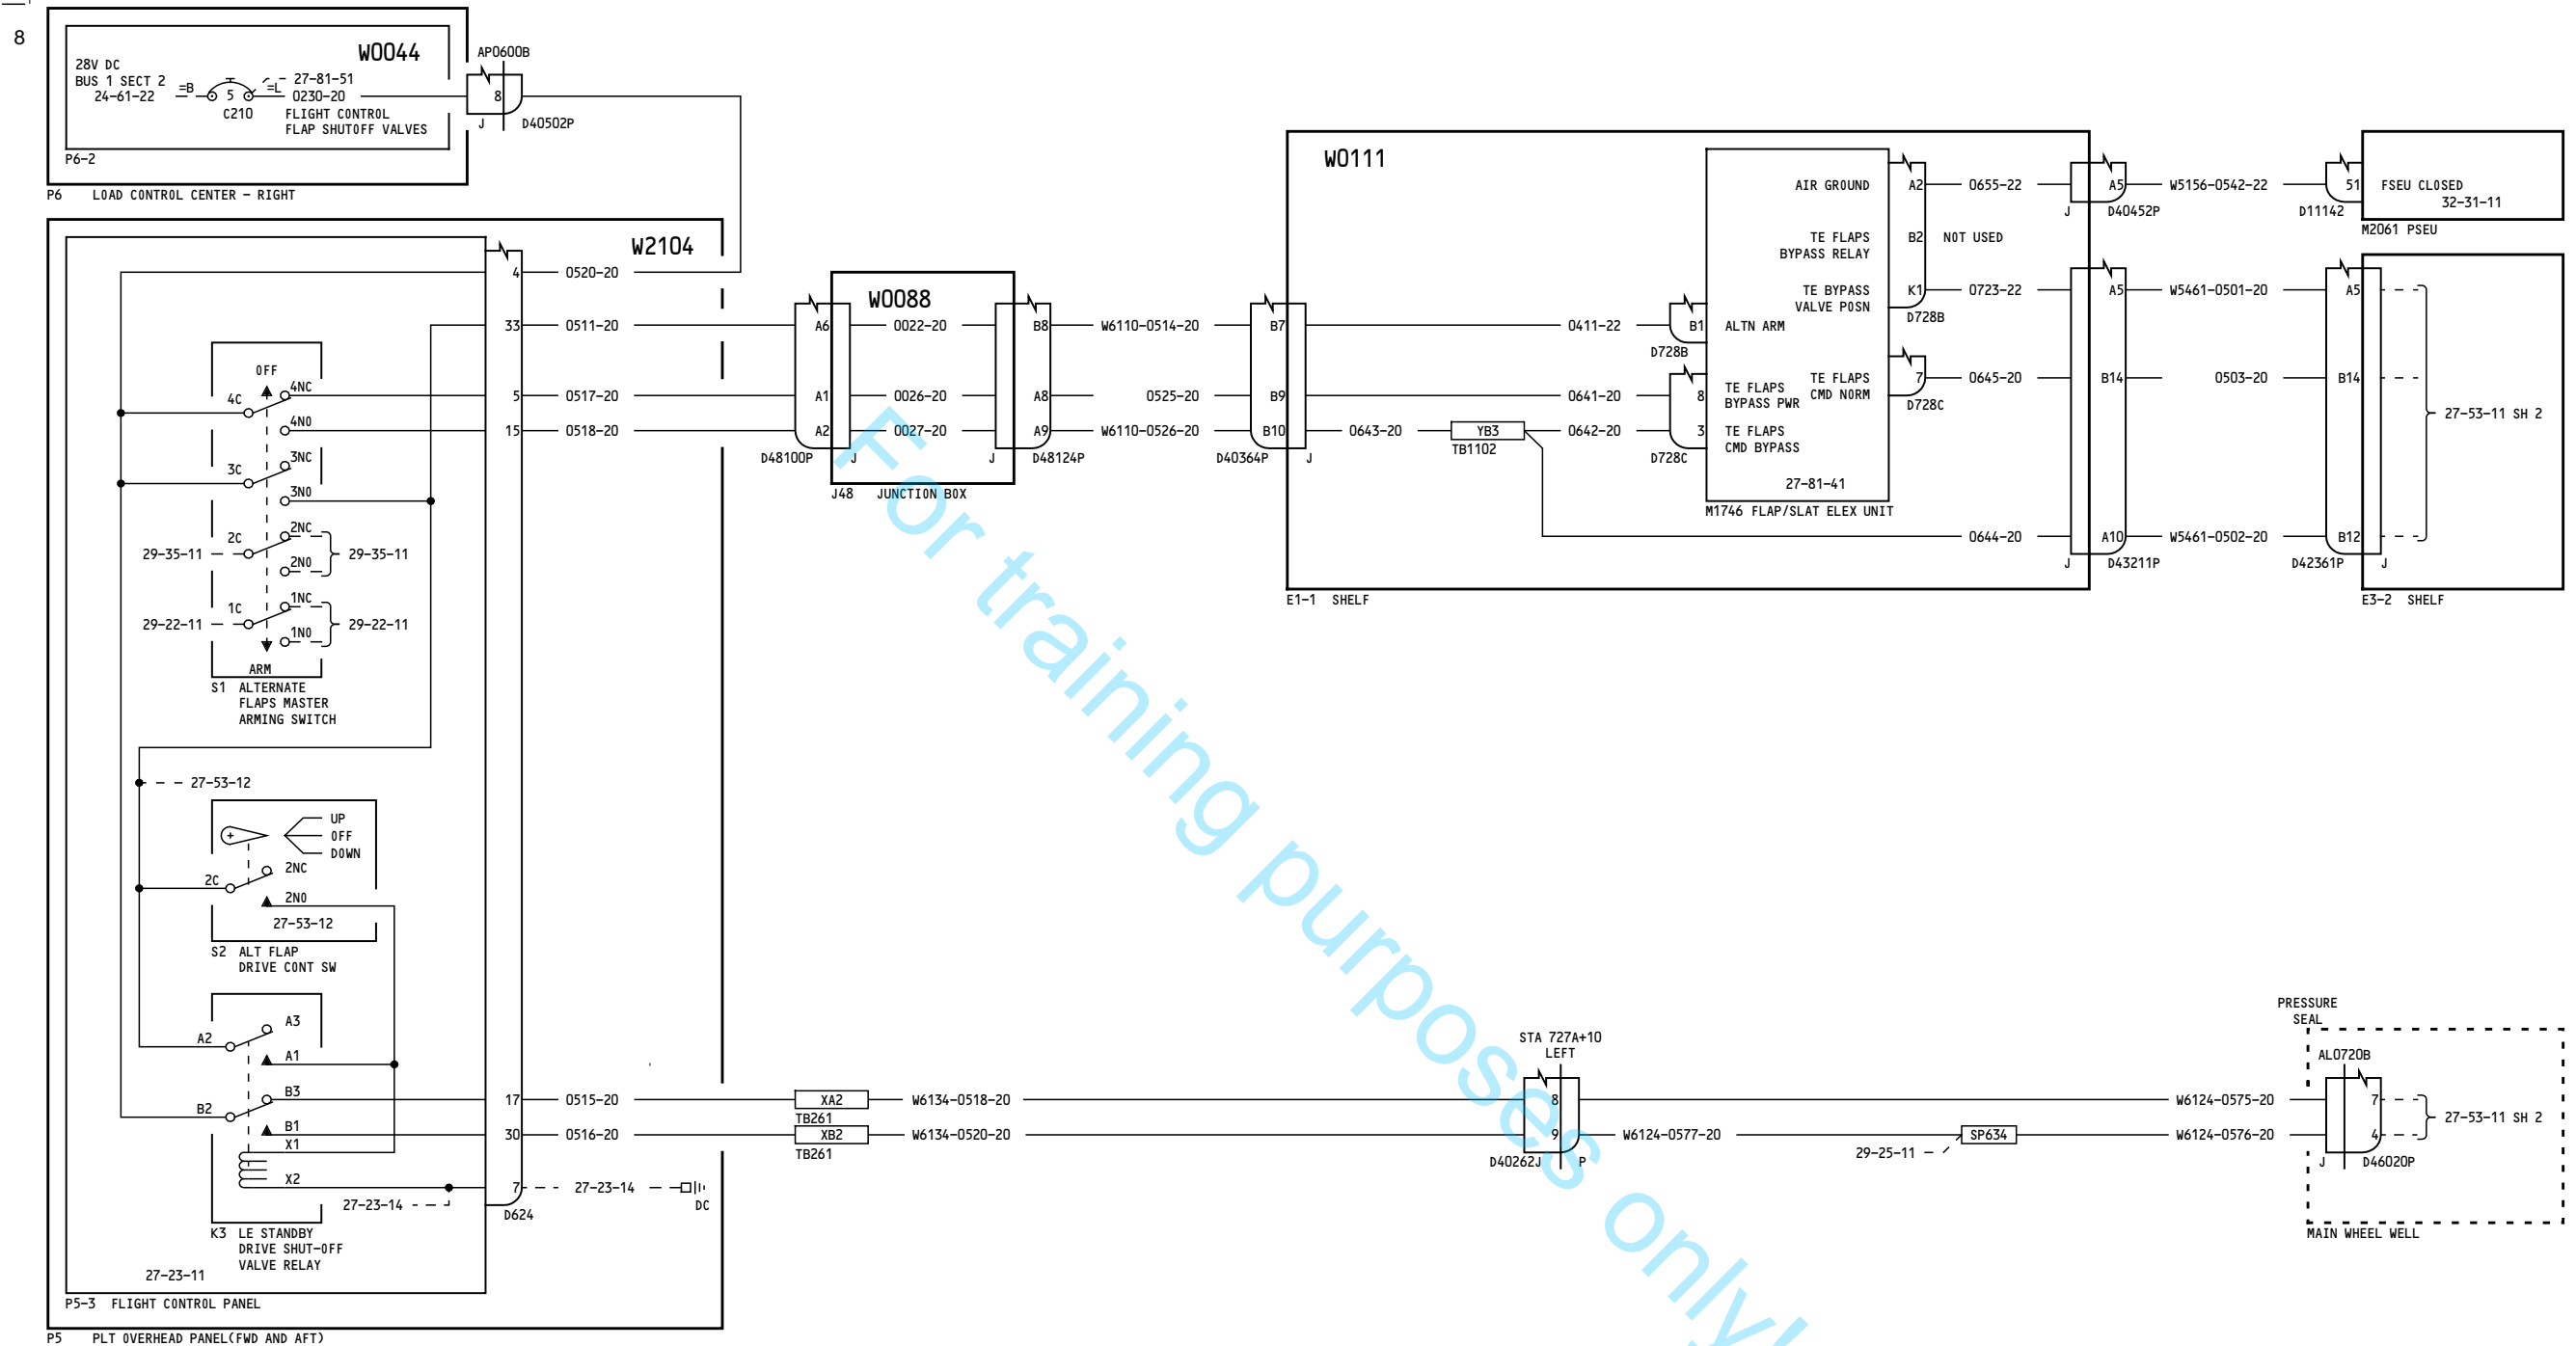 8
W0044
28V DC
BUS 1 SECT 2
24-61-22
=B
5
=L
27-81-51
0230-20
C210
FLIGHT CONTROL
FLAP SHUTOFF VALVES
P6-2
P6 LOAD CONTROL CENTER - RIGHT
AP0600B
8
J
D40502P
W2104
4
0520-20
33
0511-20
5
0517-20
15
0518-20
OFF
4C
4NC
4NO
3C
3NC
3NO
2C
2NC
2NO
29-35-11
29-35-11
1C
1NC
1NO
29-22-11
29-22-11
ARM
S1 ALTERNATE
FLAPS MASTER
ARMING SWITCH
27-53-12
UP
OFF
DOWN
2C
2NC
2NO
27-53-12
S2 ALT FLAP
DRIVE CONT SW
A2
A3
A1
B2
B3
B1
X1
X2
27-23-14
K3 LE STANDBY
DRIVE SHUT-OFF
VALVE RELAY
27-23-11
P5-3 FLIGHT CONTROL PANEL
P5 PLT OVERHEAD PANEL(FWD AND AFT)
17
0515-20
30
0516-20
7
27-23-14
DC
D624
XA2
TB261
XB2
TB261
W6134-0518-20
W6134-0520-20
W0088
A6
0022-20
B8
A1
0026-20
A8
A2
0027-20
A9
D48100P
J
J
D48124P
J48 JUNCTION BOX
W6110-0514-20
0525-20
W6110-0526-20
B7
B9
B10
D40364P
J
W0111
0411-22
0641-20
0643-20
YB3
TB1102
0642-20
B1
D728B
8
3
D728C
ALTN ARM
TE FLAPS
BYPASS PWR
TE FLAPS
CMD BYPASS
AIR GROUND
TE FLAPS
BYPASS RELAY
TE BYPASS
VALVE POSN
TE FLAPS
CMD NORM
27-81-41
M1746 FLAP/SLAT ELEX UNIT
A2
0655-22
B2
NOT USED
K1
0723-22
D728B
7
0645-20
D728C
0644-20
E1-1 SHELF
A5
J
D40452P
W5156-0542-22
51
D11142
FSEU CLOSED
32-31-11
M2061 PSEU
A5
W5461-0501-20
A5
B14
0503-20
B14
A10
W5461-0502-20
B12
J
D43211P
D42361P
J
27-53-11 SH 2
E3-2 SHELF
STA 727A+10
LEFT
8
9
D40262J
P
W6124-0577-20
29-25-11
SP634
W6124-0575-20
W6124-0576-20
PRESSURE
SEAL
AL0720B
7
4
J
D46020P
27-53-11 SH 2
MAIN WHEEL WELL
For training purposes only!